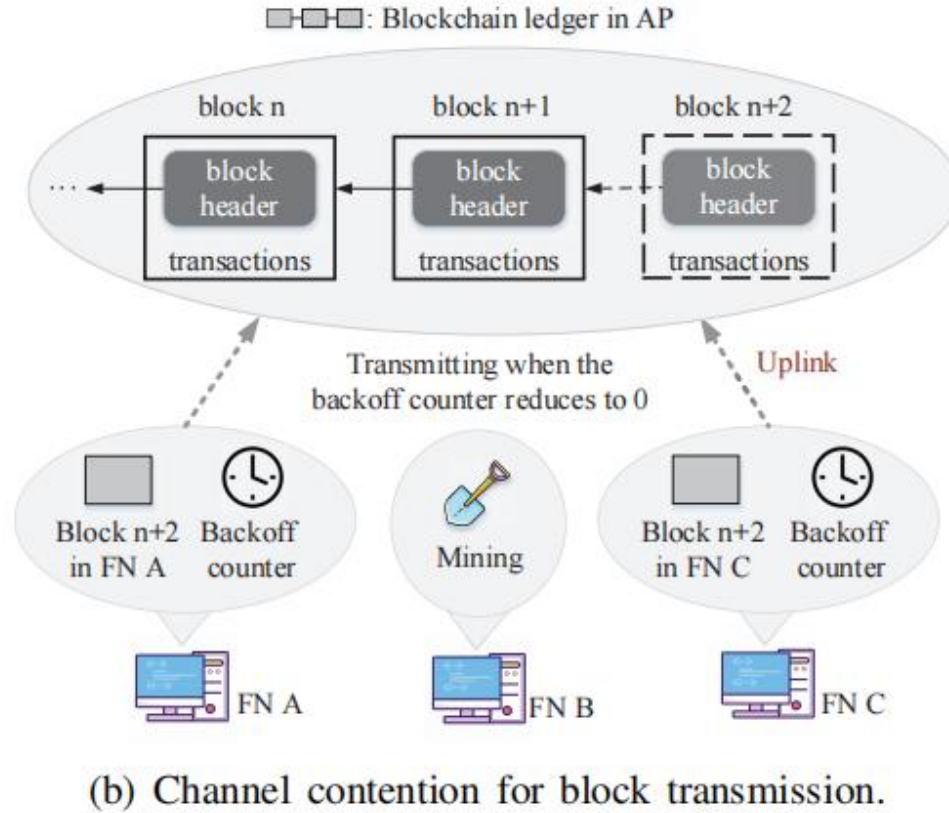 : Blockchain ledger in AP
block n block n+1 block n+2
... block header block header block header
transactions transactions transactions
Transmitting when the
backoff counter reduces to 0
Uplink
Block n+2
in FN A
Backoff
counter
Mining
Block n+2
in FN C
Backoff
counter
FN A
FN B
FN C
(b) Channel contention for block transmission.